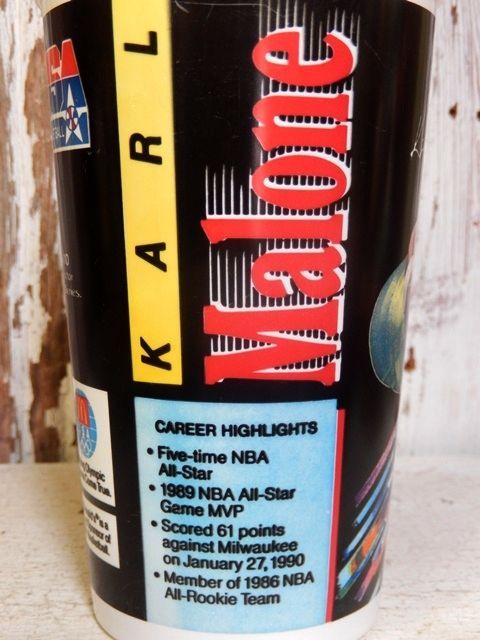 KARL
Malone
CAREER HIGHLIGHTS
• Five-time NBA
All-Star
• 1989 NBA All-Star
Game MVP
• Scored 61 points
against Milwaukee
on January 27, 1990
• Member of 1986 NBA
All-Rookie Team